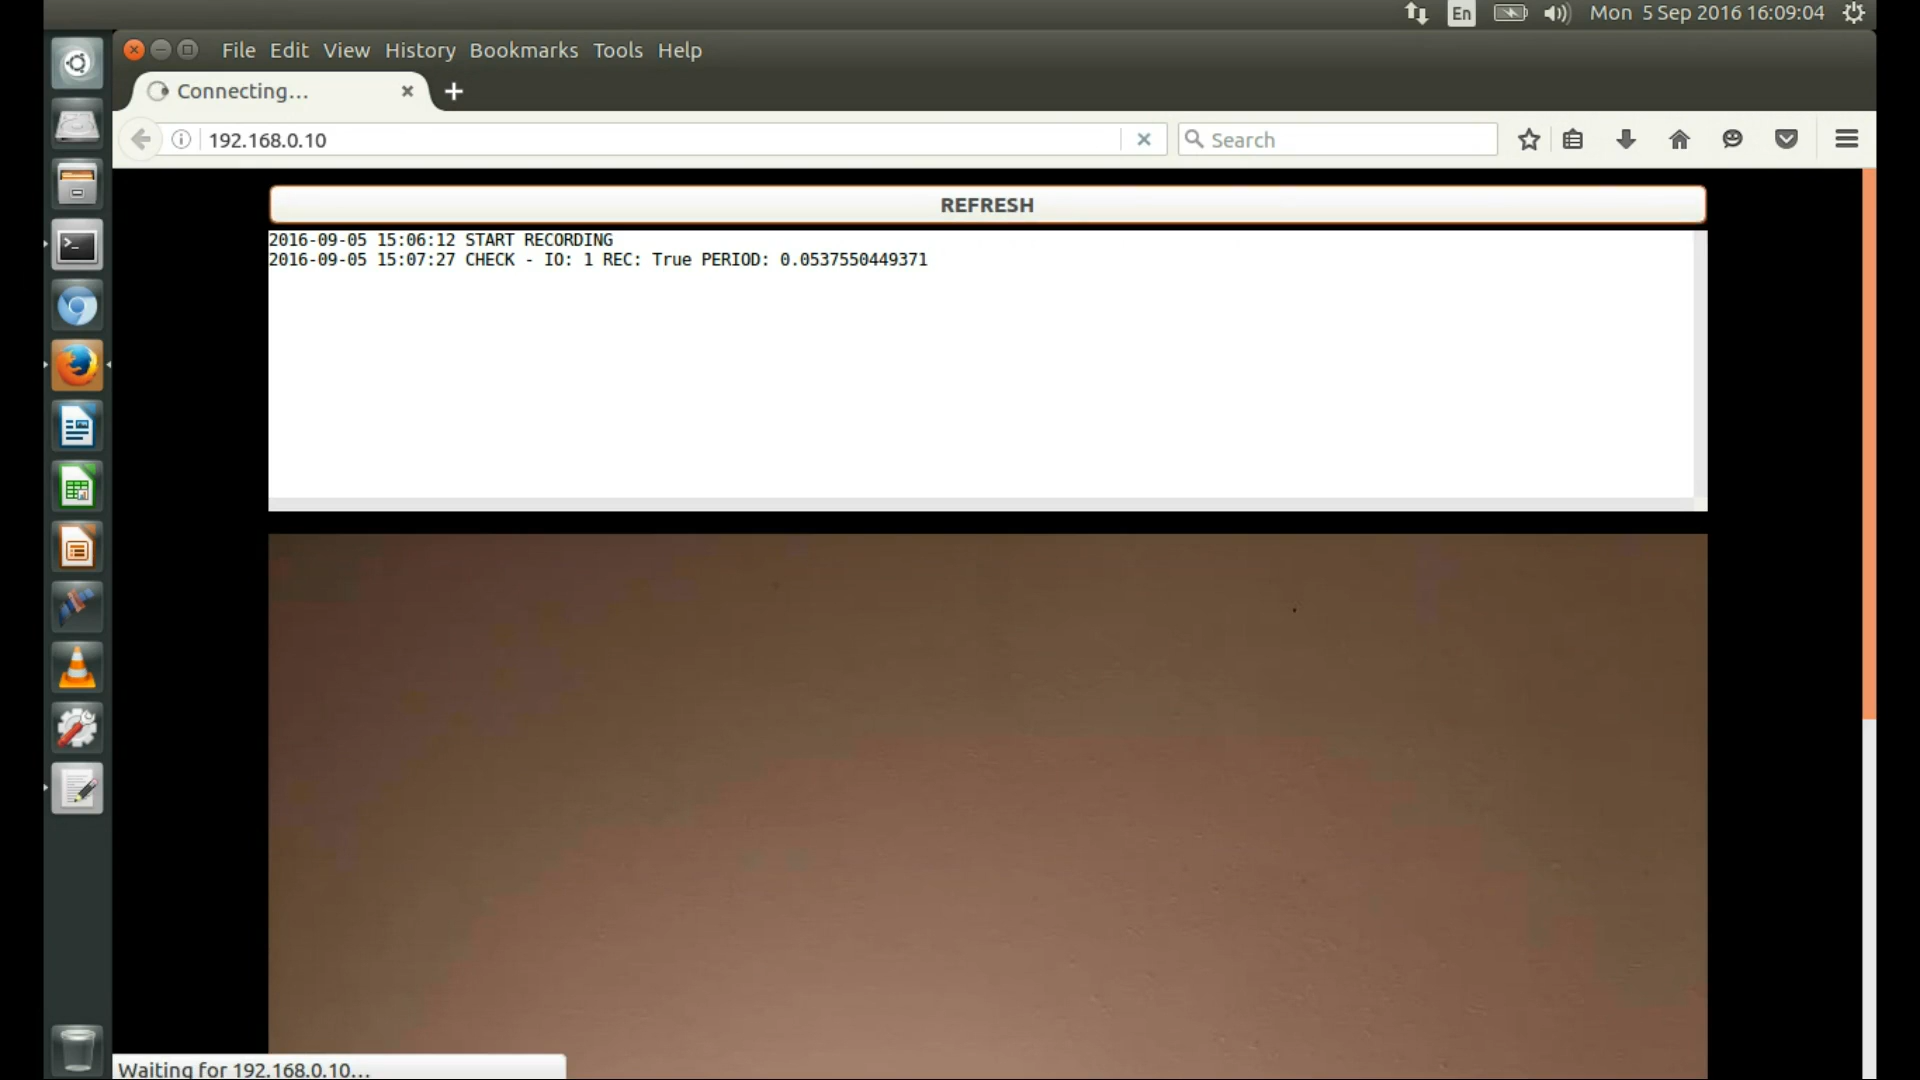 En
Mon 5 Sep 2016 16:09:04
File Edit View History Bookmarks Tools Help
Connecting...
192.168.0.10
Search
REFRESH
2016-09-05 15:06:12 START RECORDING
2016-09-05 15:07:27 CHECK - IO: 1 REC: True PERIOD: 0.0537550449371
Waiting for 192.168.0.10...